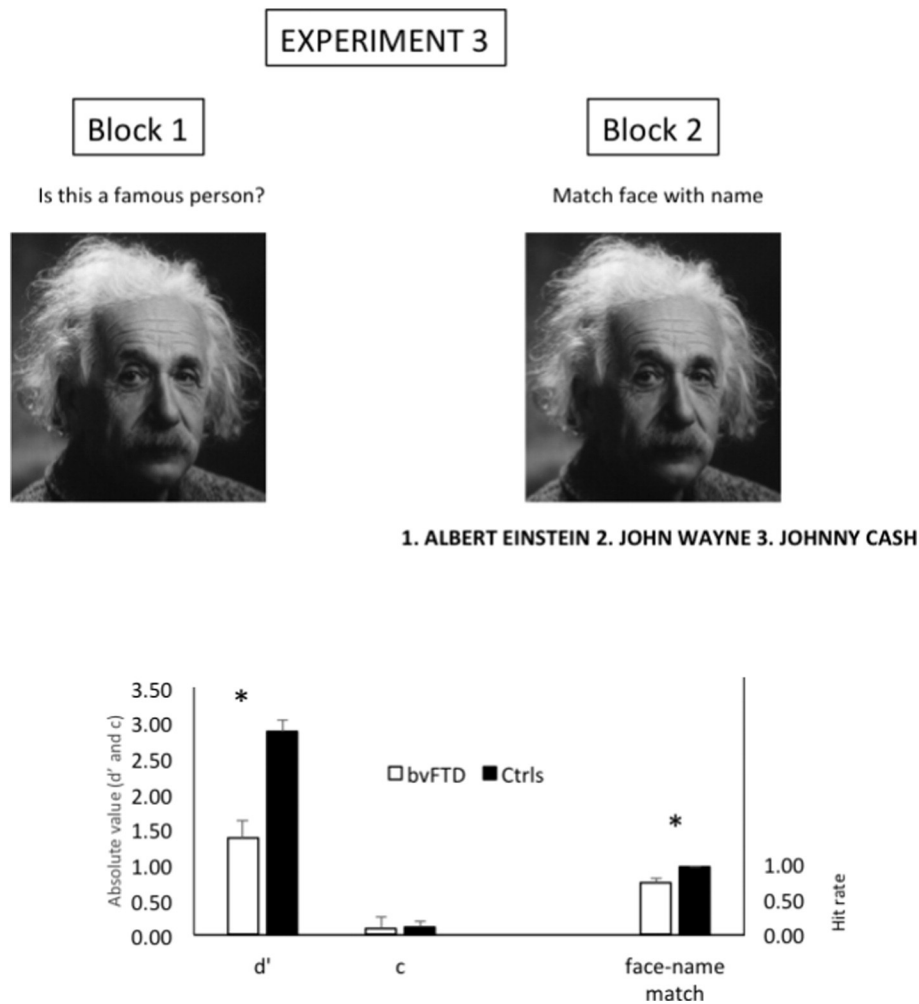 EXPERIMENT 3
Block 1
Block 2
Is this a famous person?
Match face with name
1. ALBERT EINSTEIN 2. JOHN WAYNE 3. JOHNNY CASH
Absolute value (d' and c)
3.50
3.00
2.50
2.00
1.50
1.00
0.50
0.00
*
bvFTD
Ctrls
*
1.00
0.50
0.00
Hit rate
d'
c
face-name
match